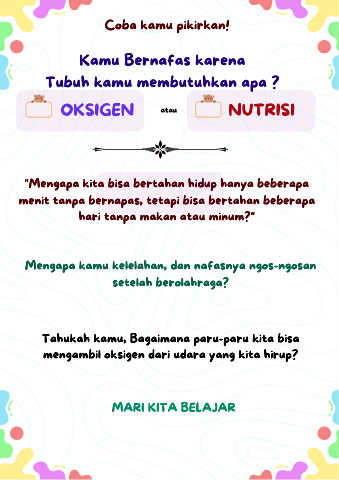 Coba kamu pikirkan!
Kamu Bernafas karena
Tubuh kamu membutuhkan apa ?
OKSIGEN atau NUTRISI
"Mengapa kita bisa bertahan hidup hanya beberapa
menit tanpa bernapas, tetapi bisa bertahan beberapa
hari tanpa makan atau minum?"
Mengapa kamu kelelahan, dan nafasnya ngos-ngosan
setelah berolahraga?
Tahukah kamu, Bagaimana paru-paru kita bisa
mengambil oksigen dari udara yang kita hirup?
MARI KITA BELAJAR